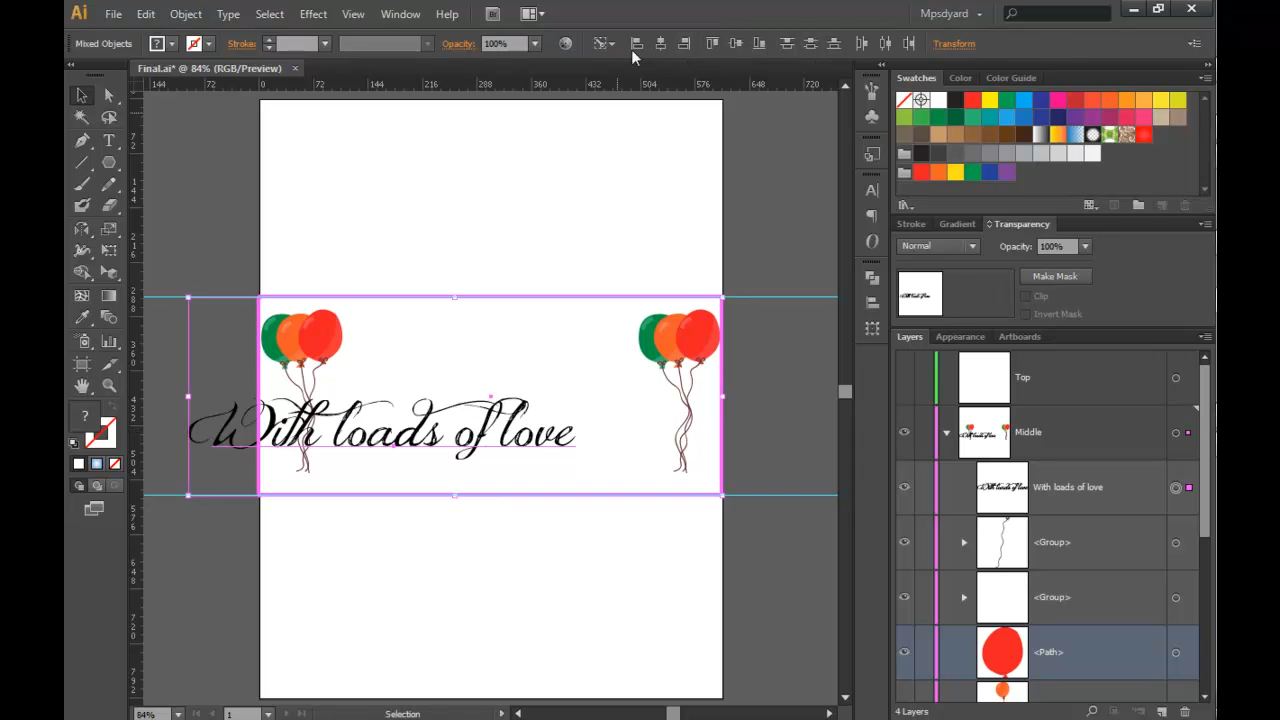 Ai File Edit Object Type Select Effect View Window Help Br Mpsdyard
Mixed Objects ? Stroke: Opacity: 100% Transform
Final.ai* @ 84% (RGB/Preview) ×
144 72 0 72 144 216 288 360 432 504 576 648 720
Swatches Color Color Guide
Stroke Gradient Transparency
Normal Opacity: 100%
Make Mask
Clip
Invert Mask
With loads of love
Layers Appearance Artboards
Top
Middle
With loads of love
<Group>
<Group>
<Path>
4 Layers
84% 1 Selection